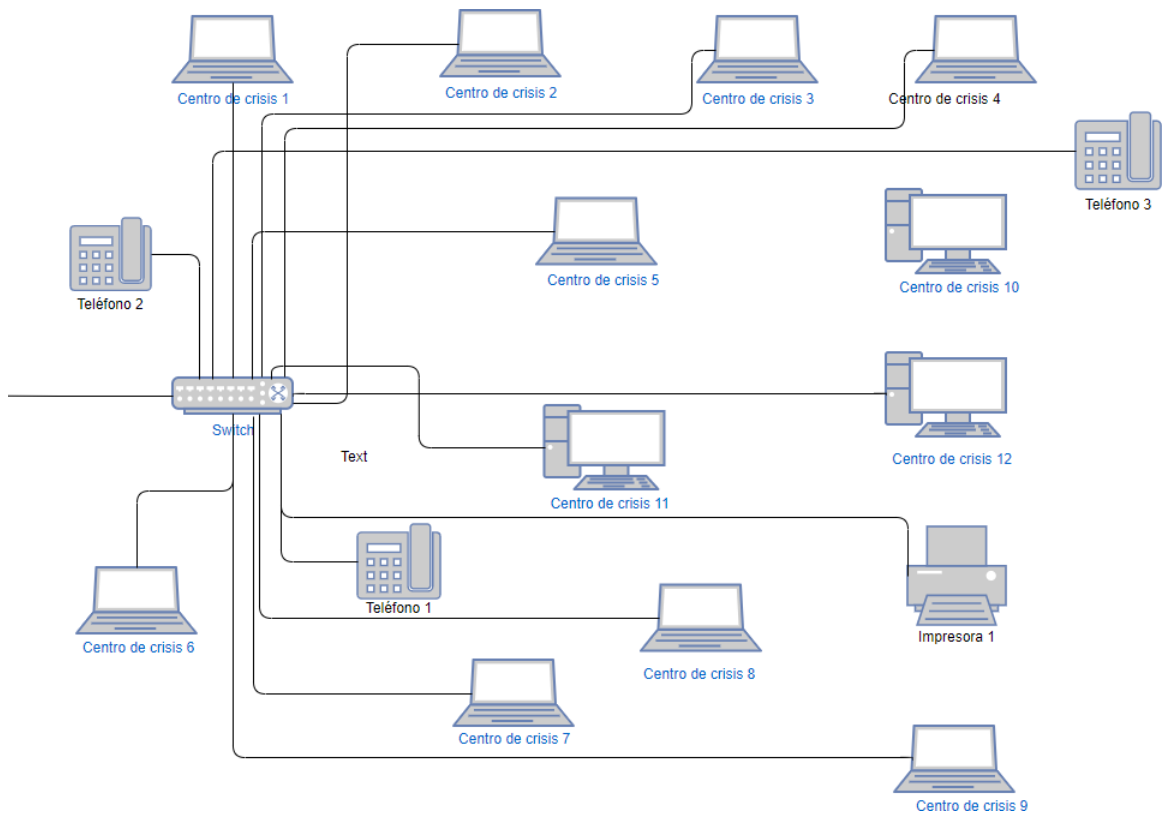 Centro de crisis 1
Centro de crisis 2
Centro de crisis 3
Centro de crisis 4
Teléfono 3
Centro de crisis 5
Centro de crisis 10
Teléfono 2
Switch
Text
Centro de crisis 12
Centro de crisis 11
Teléfono 1
Centro de crisis 6
Impresora 1
Centro de crisis 8
Centro de crisis 7
Centro de crisis 9